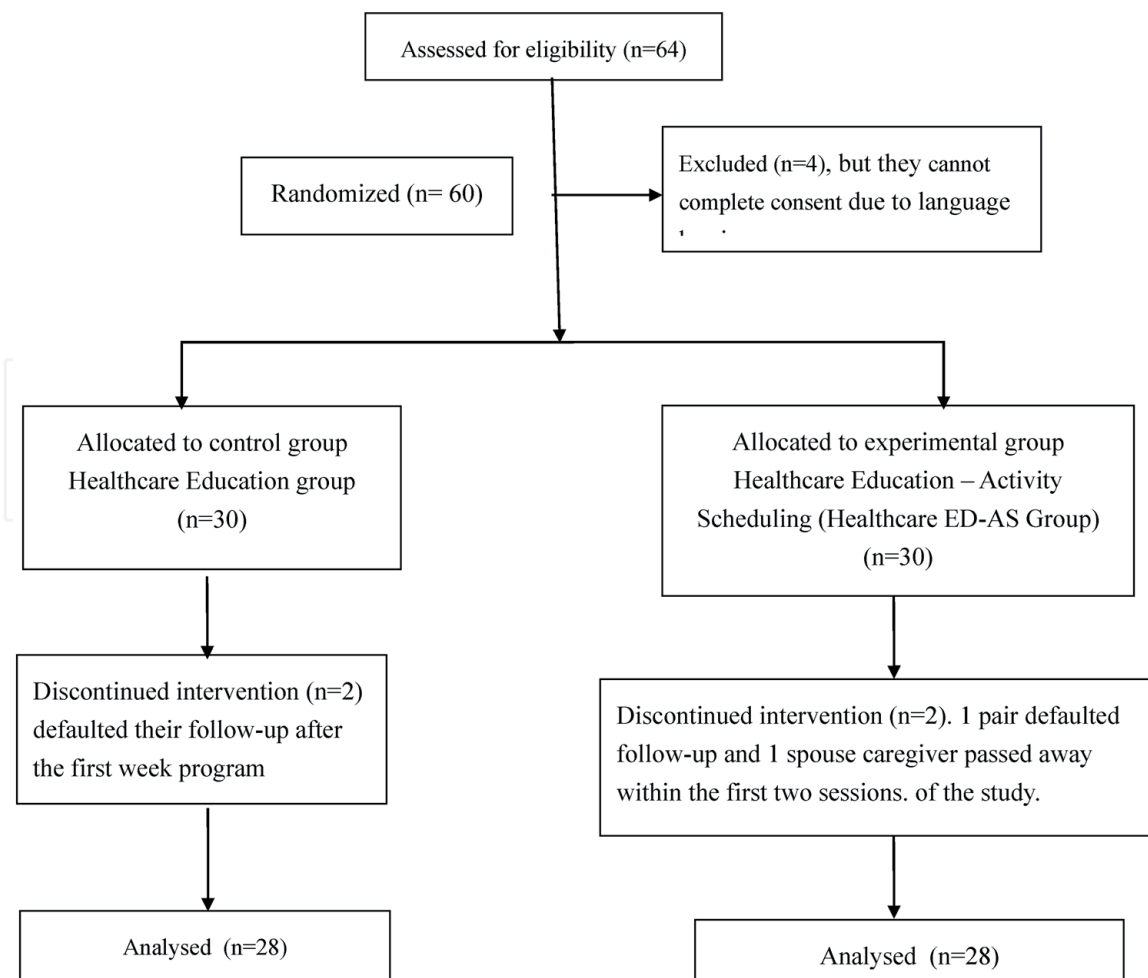 Assessed for eligibility (n=64)
Randomized (n= 60)
Excluded (n=4), but they cannot
complete consent due to language
Allocated to control group
Healthcare Education group
(n=30)
Allocated to experimental group
Healthcare Education – Activity
Scheduling (Healthcare ED-AS Group)
(n=30)
Discontinued intervention (n=2)
defaulted their follow-up after
the first week program
Discontinued intervention (n=2). 1 pair defaulted
follow-up and 1 spouse caregiver passed away
within the first two sessions. of the study.
Analysed (n=28)
Analysed (n=28)